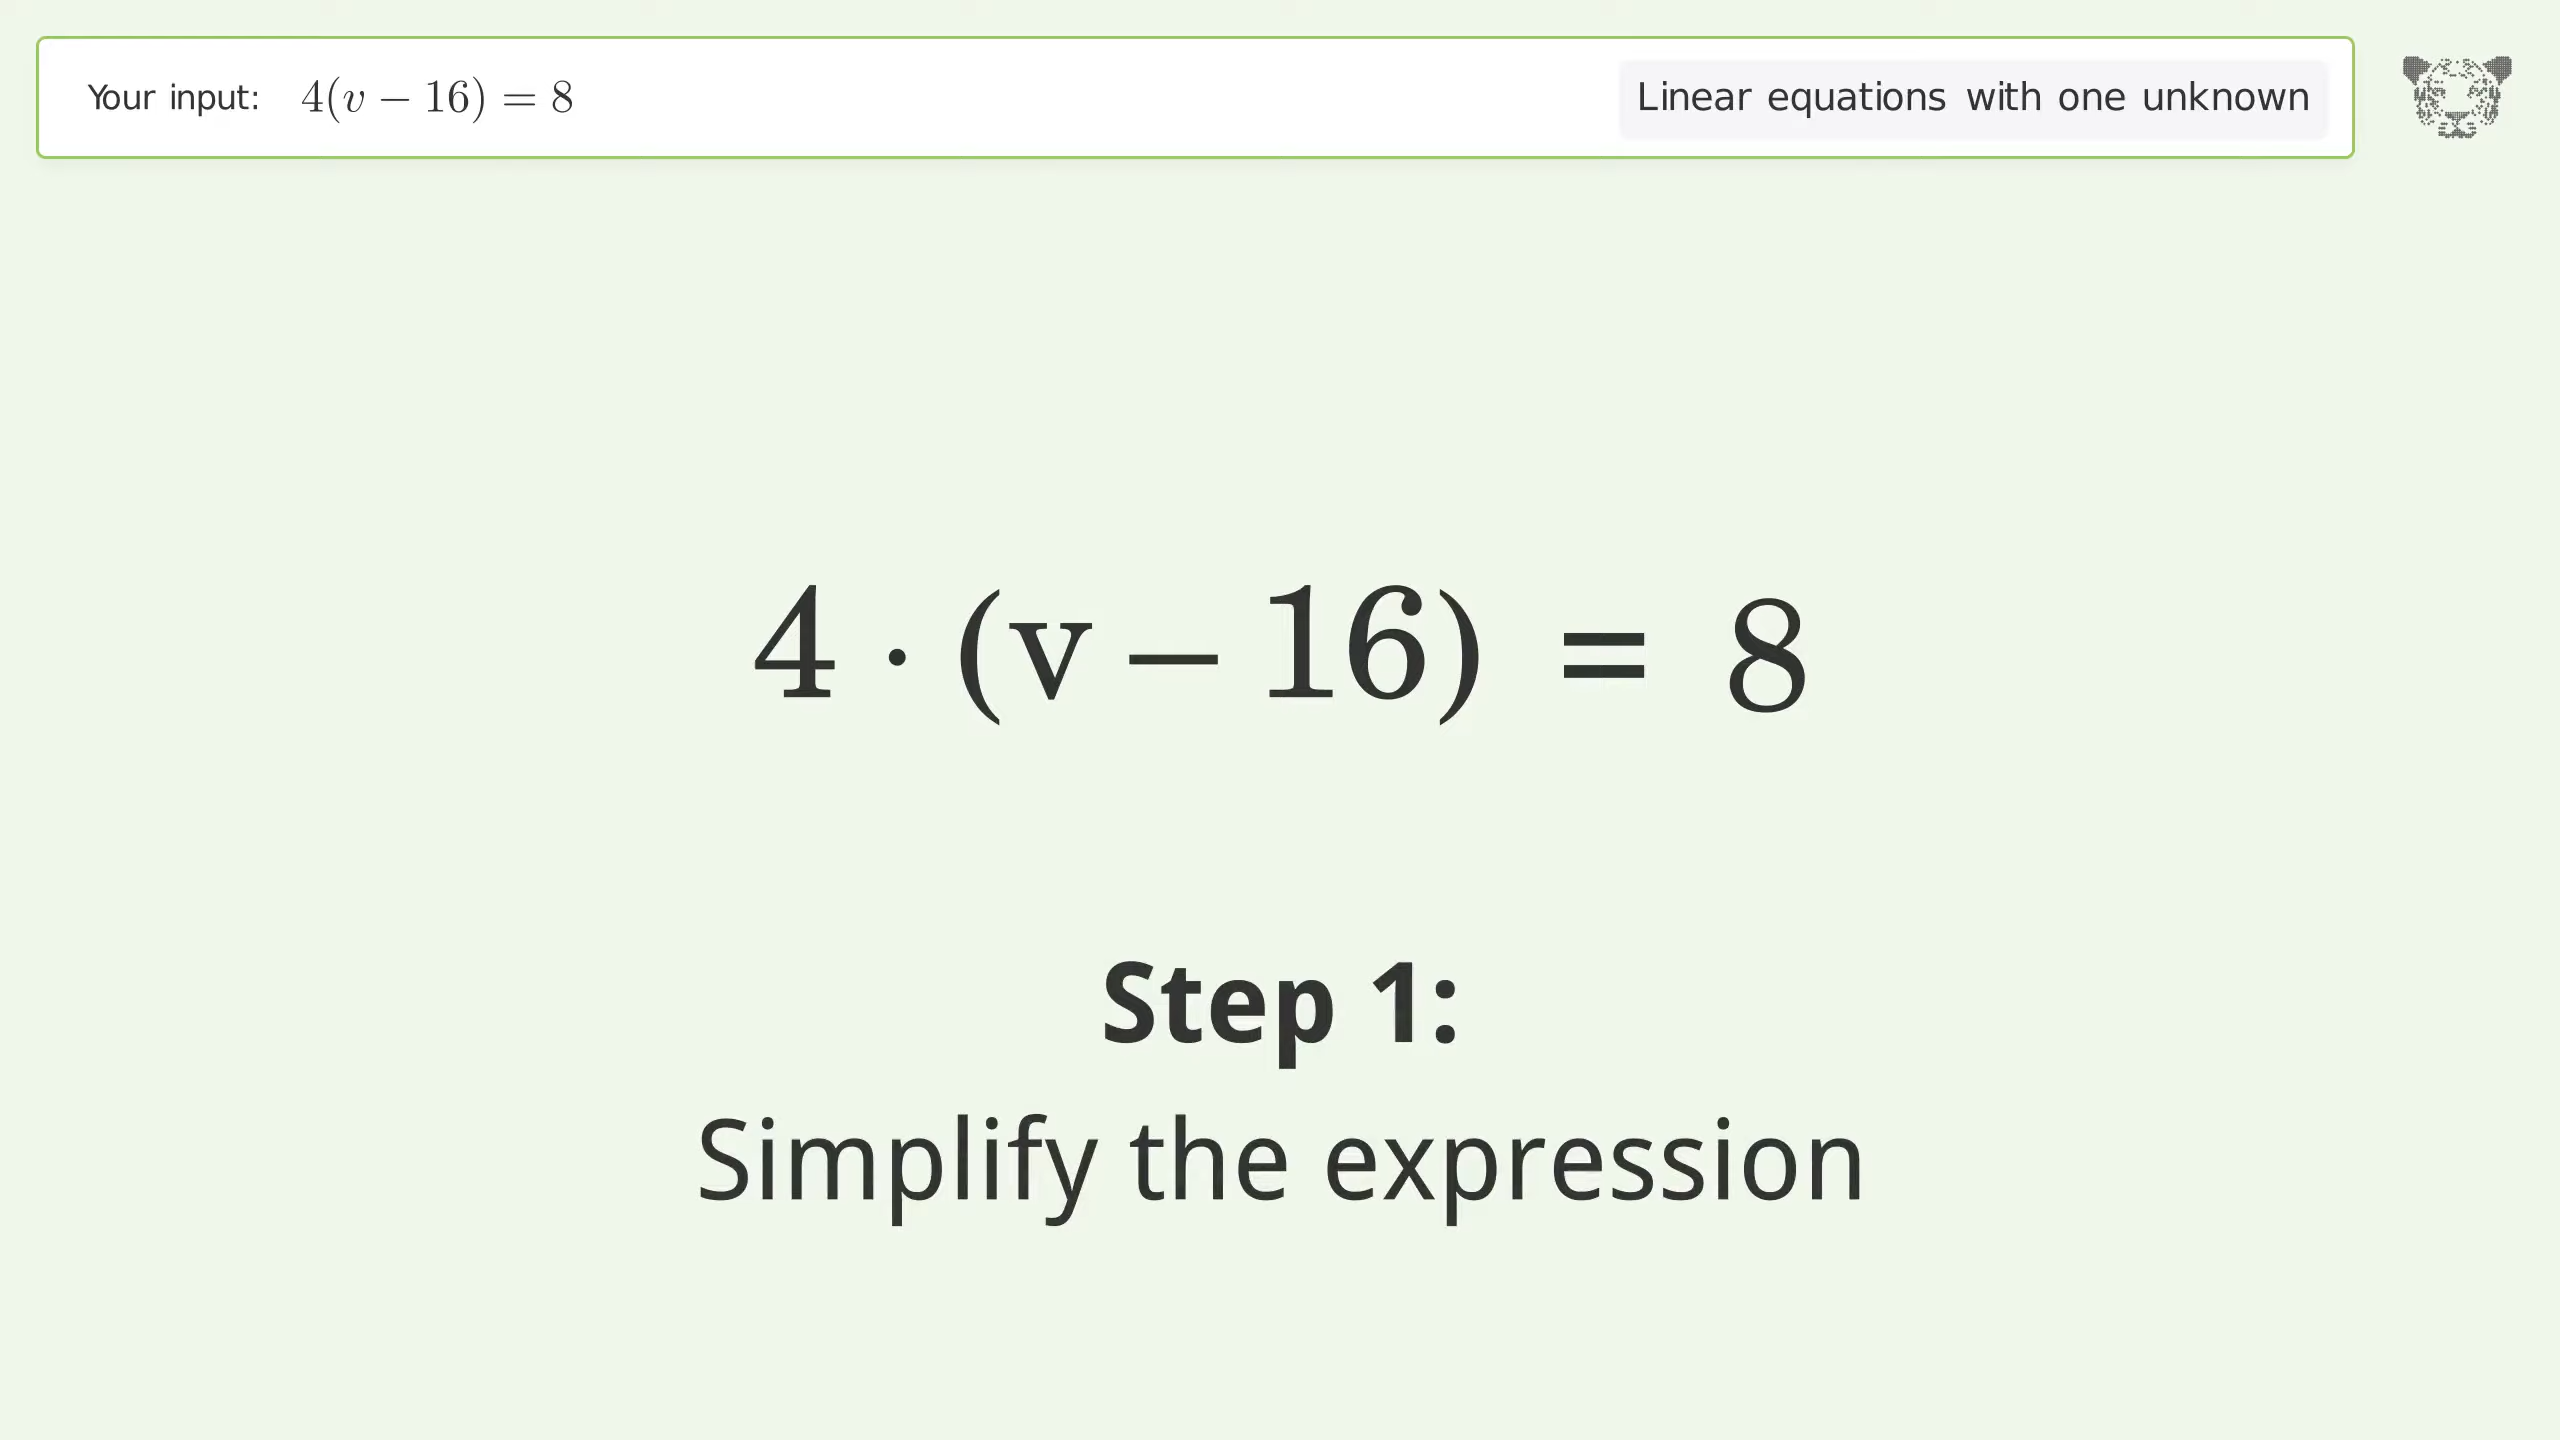 Your input: 4(v − 16) = 8
Linear equations with one unknown
4 · (v – 16) = 8
Step 1:
Simplify the expression